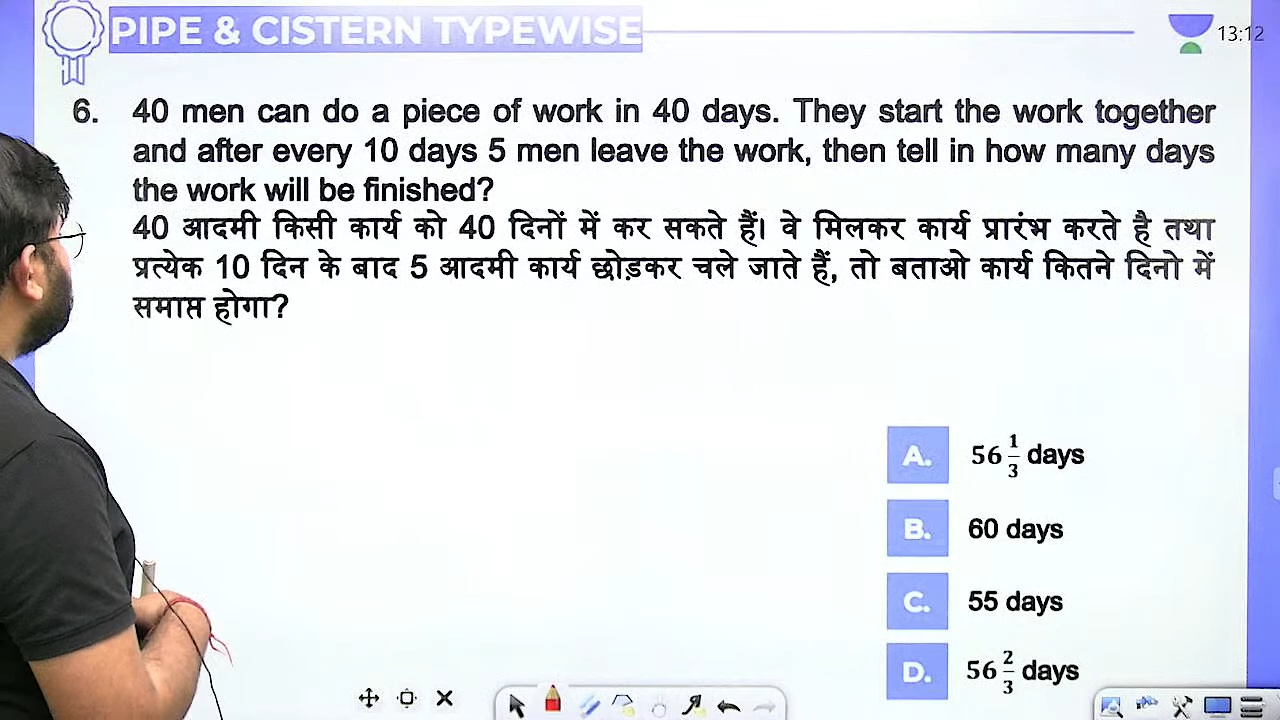 PIPE & CISTERN TYPEWISE
13:12
6. 40 men can do a piece of work in 40 days. They start the work together
and after every 10 days 5 men leave the work, then tell in how many days
the work will be finished?
40 आदमी किसी कार्य को 40 दिनों में कर सकते हैं। वे मिलकर कार्य प्रारंभ करते है तथा
प्रत्येक 10 दिन के बाद 5 आदमी कार्य छोड़कर चले जाते हैं, तो बताओ कार्य कितने दिनो में
समाप्त होगा?
A. 56 1/3 days
B. 60 days
C. 55 days
D. 56 2/3 days